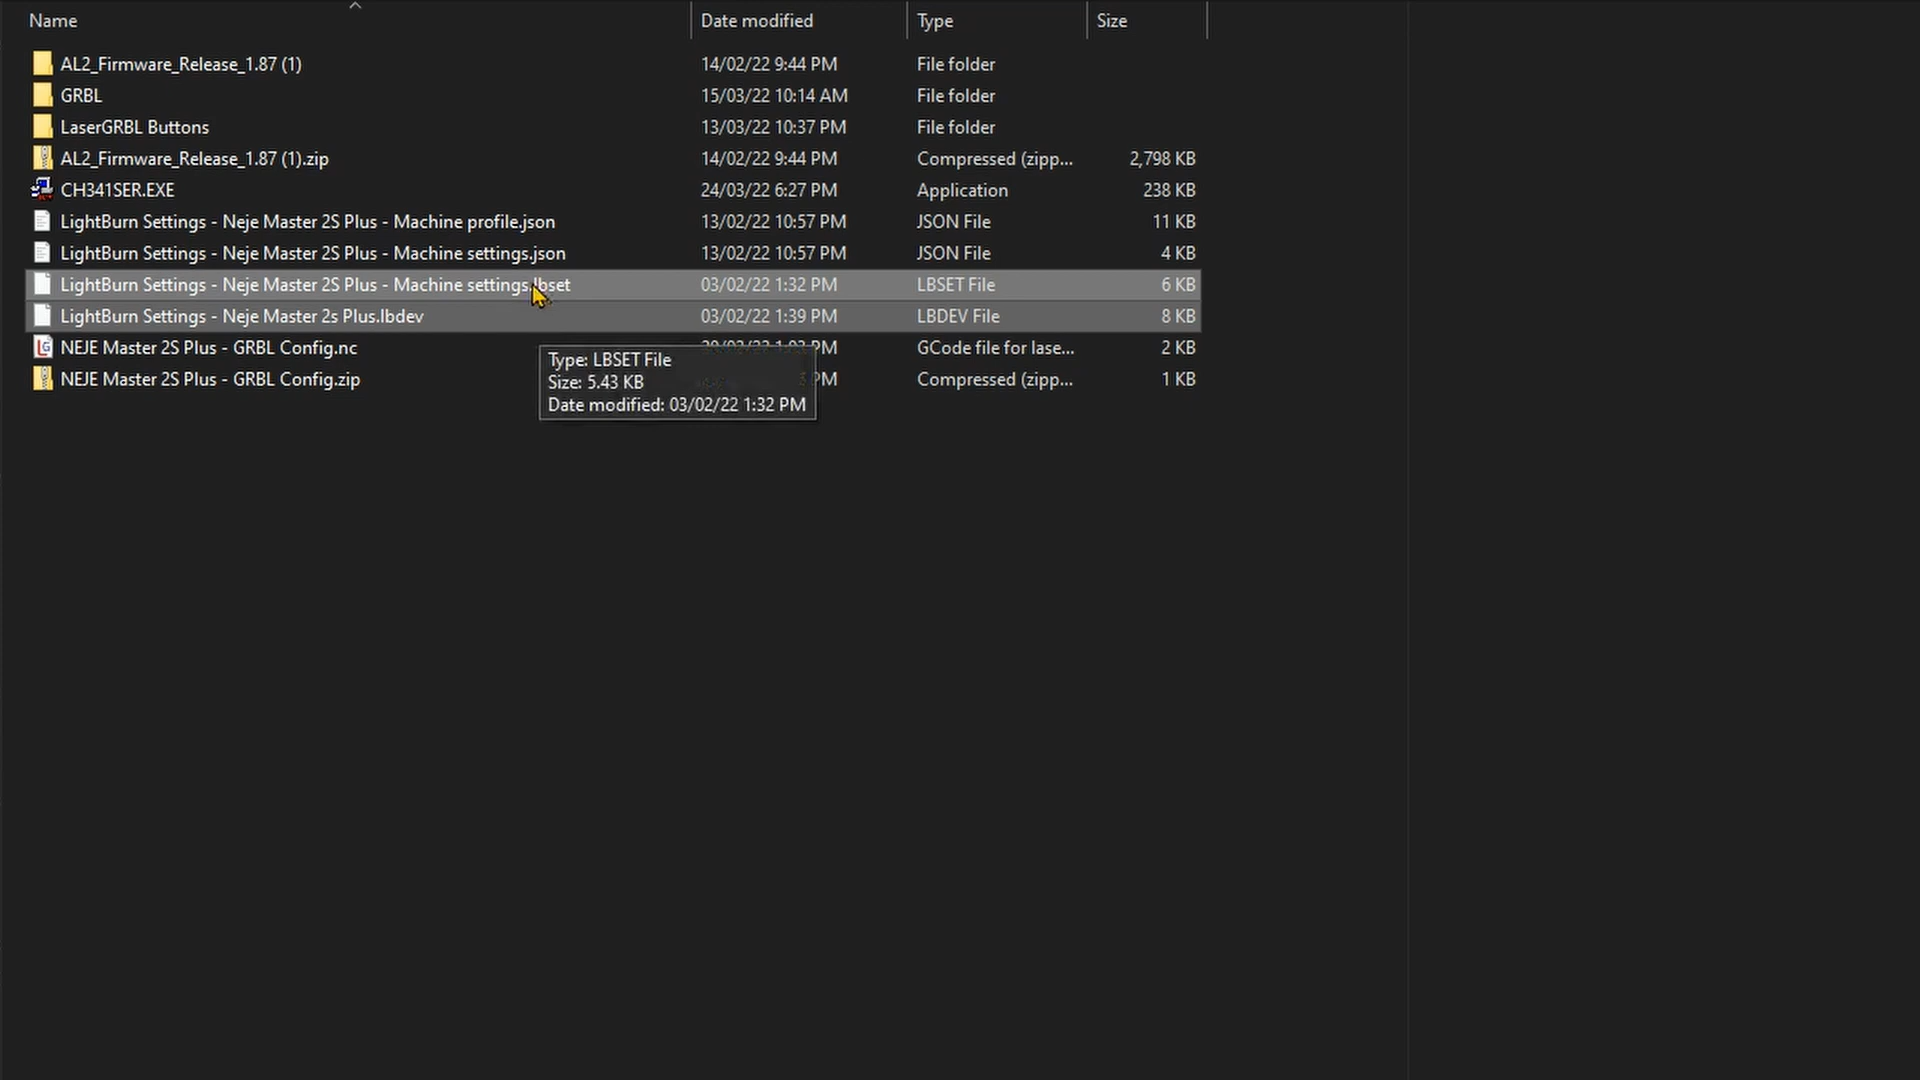 Name Date modified Type Size
AL2_Firmware_Release_1.87 (1) 14/02/22 9:44 PM File folder
GRBL 15/03/22 10:14 AM File folder
LaserGRBL Buttons 13/03/22 10:37 PM File folder
AL2_Firmware_Release_1.87 (1).zip 14/02/22 9:44 PM Compressed (zipp... 2,798 KB
CH341SER.EXE 24/03/22 6:27 PM Application 238 KB
LightBurn Settings - Neje Master 2S Plus - Machine profile.json 13/02/22 10:57 PM JSON File 11 KB
LightBurn Settings - Neje Master 2S Plus - Machine settings.json 13/02/22 10:57 PM JSON File 4 KB
LightBurn Settings - Neje Master 2S Plus - Machine settings.lbset 03/02/22 1:32 PM LBSET File 6 KB
LightBurn Settings - Neje Master 2s Plus.lbdev 03/02/22 1:39 PM LBDEV File 8 KB
NEJE Master 2S Plus - GRBL Config.nc PM GCode file for lase... 2 KB
NEJE Master 2S Plus - GRBL Config.zip PM Compressed (zipp... 1 KB
Type: LBSET File
Size: 5.43 KB
Date modified: 03/02/22 1:32 PM